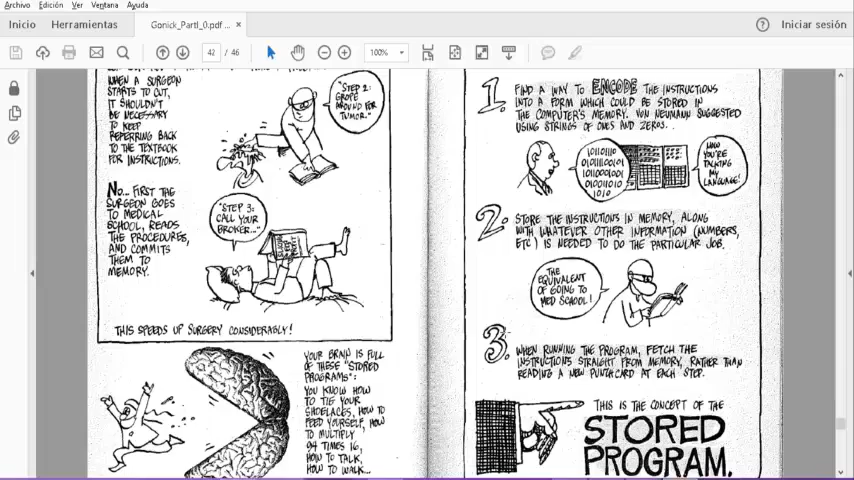 Archivo Editar Ver Ventana Ayuda
Inicio Herramientas Gonick_PartI_0.pdf ... × Iniciar sesión
42 / 46 100%
WHEN A SURGEON
STARTS TO CUT,
IT SHOULDN'T
BE NECESSARY
TO KEEP
REFERRING BACK
TO THE TEXTBOOK
FOR INSTRUCTIONS.
"STEP 2:
GROPE
AROUND FOR
TUMOR."
NO... FIRST THE
SURGEON GOES
TO MEDICAL
SCHOOL, READS
THE PROCEDURES,
AND COMMITS
THEM TO
MEMORY.
"STEP 3:
CALL YOUR
BROKER..."
THIS SPEEDS UP SURGERY CONSIDERABLY!
YOUR BRAIN IS FULL
OF THESE "STORED
PROGRAMS":
YOU KNOW HOW
TO TIE YOUR
SHOELACES, HOW TO
FEED YOURSELF, HOW
TO MULTIPLY
94 TIMES 16,
HOW TO TALK,
HOW TO WALK...
1. FIND A WAY TO ENCODE THE INSTRUCTIONS
INTO A FORM WHICH COULD BE STORED IN
THE COMPUTER'S MEMORY. VON NEUMANN SUGGESTED
USING STRINGS OF ONES AND ZEROS.
10110110
01011100101
10110001001
0010011010
1010
NOW
YOU'RE
TALKING
MY
LANGUAGE!
2. STORE THE INSTRUCTIONS IN MEMORY, ALONG
WITH WHATEVER OTHER INFORMATION (NUMBERS,
ETC) IS NEEDED TO DO THE PARTICULAR JOB.
THE
EQUIVALENT
OF GOING TO
MED SCHOOL!
3. WHEN RUNNING THE PROGRAM, FETCH THE
INSTRUCTIONS STRAIGHT FROM MEMORY, RATHER THAN
READING A NEW PUNCHCARD AT EACH STEP.
THIS IS THE CONCEPT OF THE
STORED
PROGRAM.